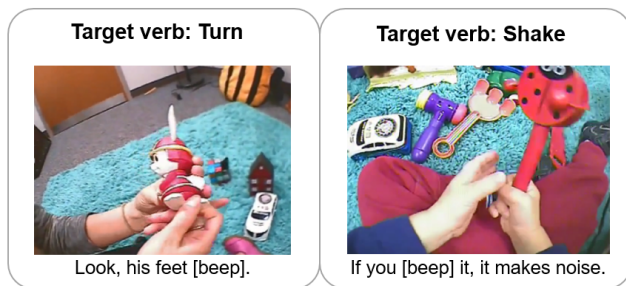 Target verb: Turn
Look, his feet [beep].
Target verb: Shake
If you [beep] it, it makes noise.